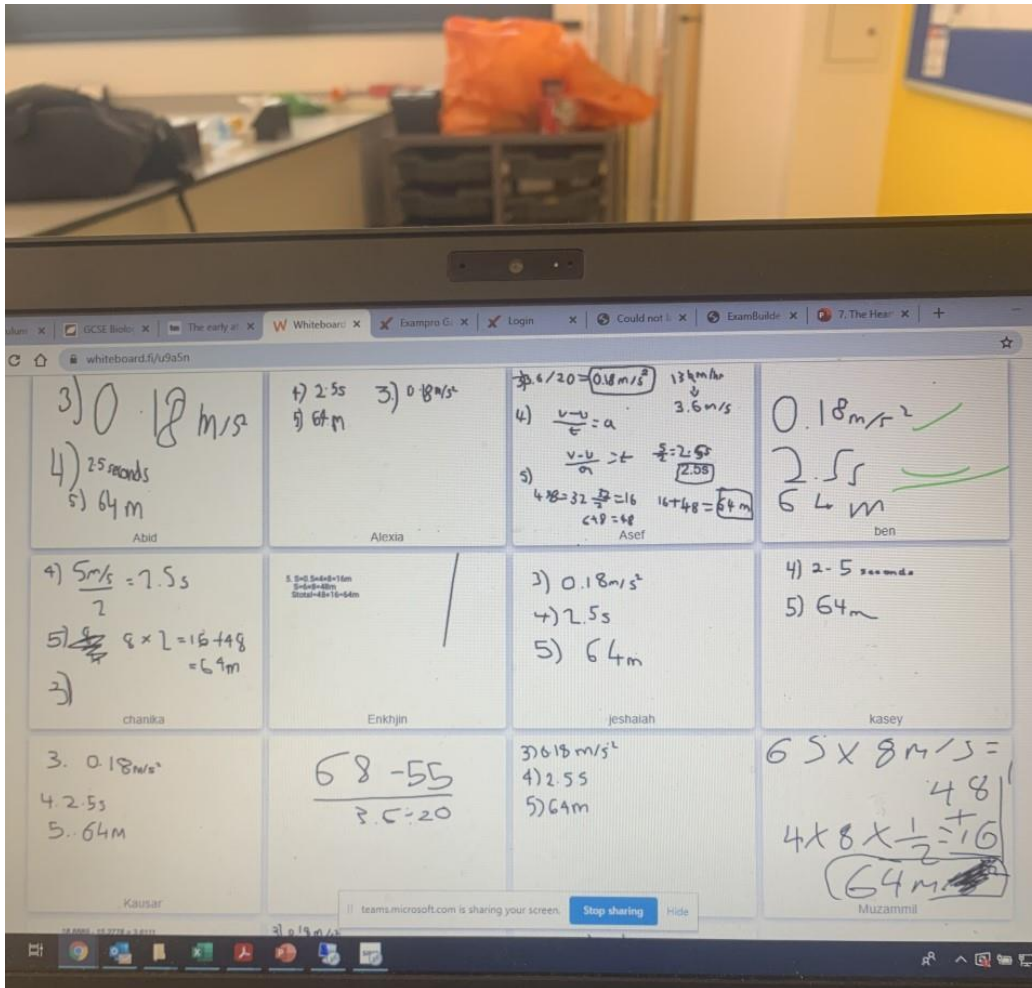 GCSE Biolo
The early at
Whiteboard
Exampro G
Login
Could not l
ExamBuilde
7. The Hear
whiteboard.fi/u9a5n
3) 0.18 m/s²
4) 2.5 seconds
5) 64 m
Abid
4) 2.5s 3.) 0.18m/s²
5) 64 m
Alexia
3.6/20 = 0.18m/s² 13km/hr
3.6m/s
4) v-u/t = a
v-u/a = t 5/2 = 2.5s
2.5s
5)
4×8=32 32/2=16 16+48=64m
6×8=48
Asef
0.18m/s²
2.5s
64m
ben
4) 5m/s / 2 = 2.5s
5) 8×2=16+48
=64m
3)
chanika
5. S=0.5×4×8=16m
S=6×8=48m
Stotal=48+16=64m
Enkhjin
3) 0.18m/s²
4) 2.5s
5) 64m
jeshaiah
4) 2-5 seconds
5) 64m
kasey
3. 0.18m/s²
4. 2.5s
5. 64m
Kausar
68-55
3.6÷20
3) 0.18 m/s²
4) 2.5s
5) 64m
6s×8m/s=
48
+
4×8×1/2=16
64m
Muzammil
teams.microsoft.com is sharing your screen. Stop sharing Hide